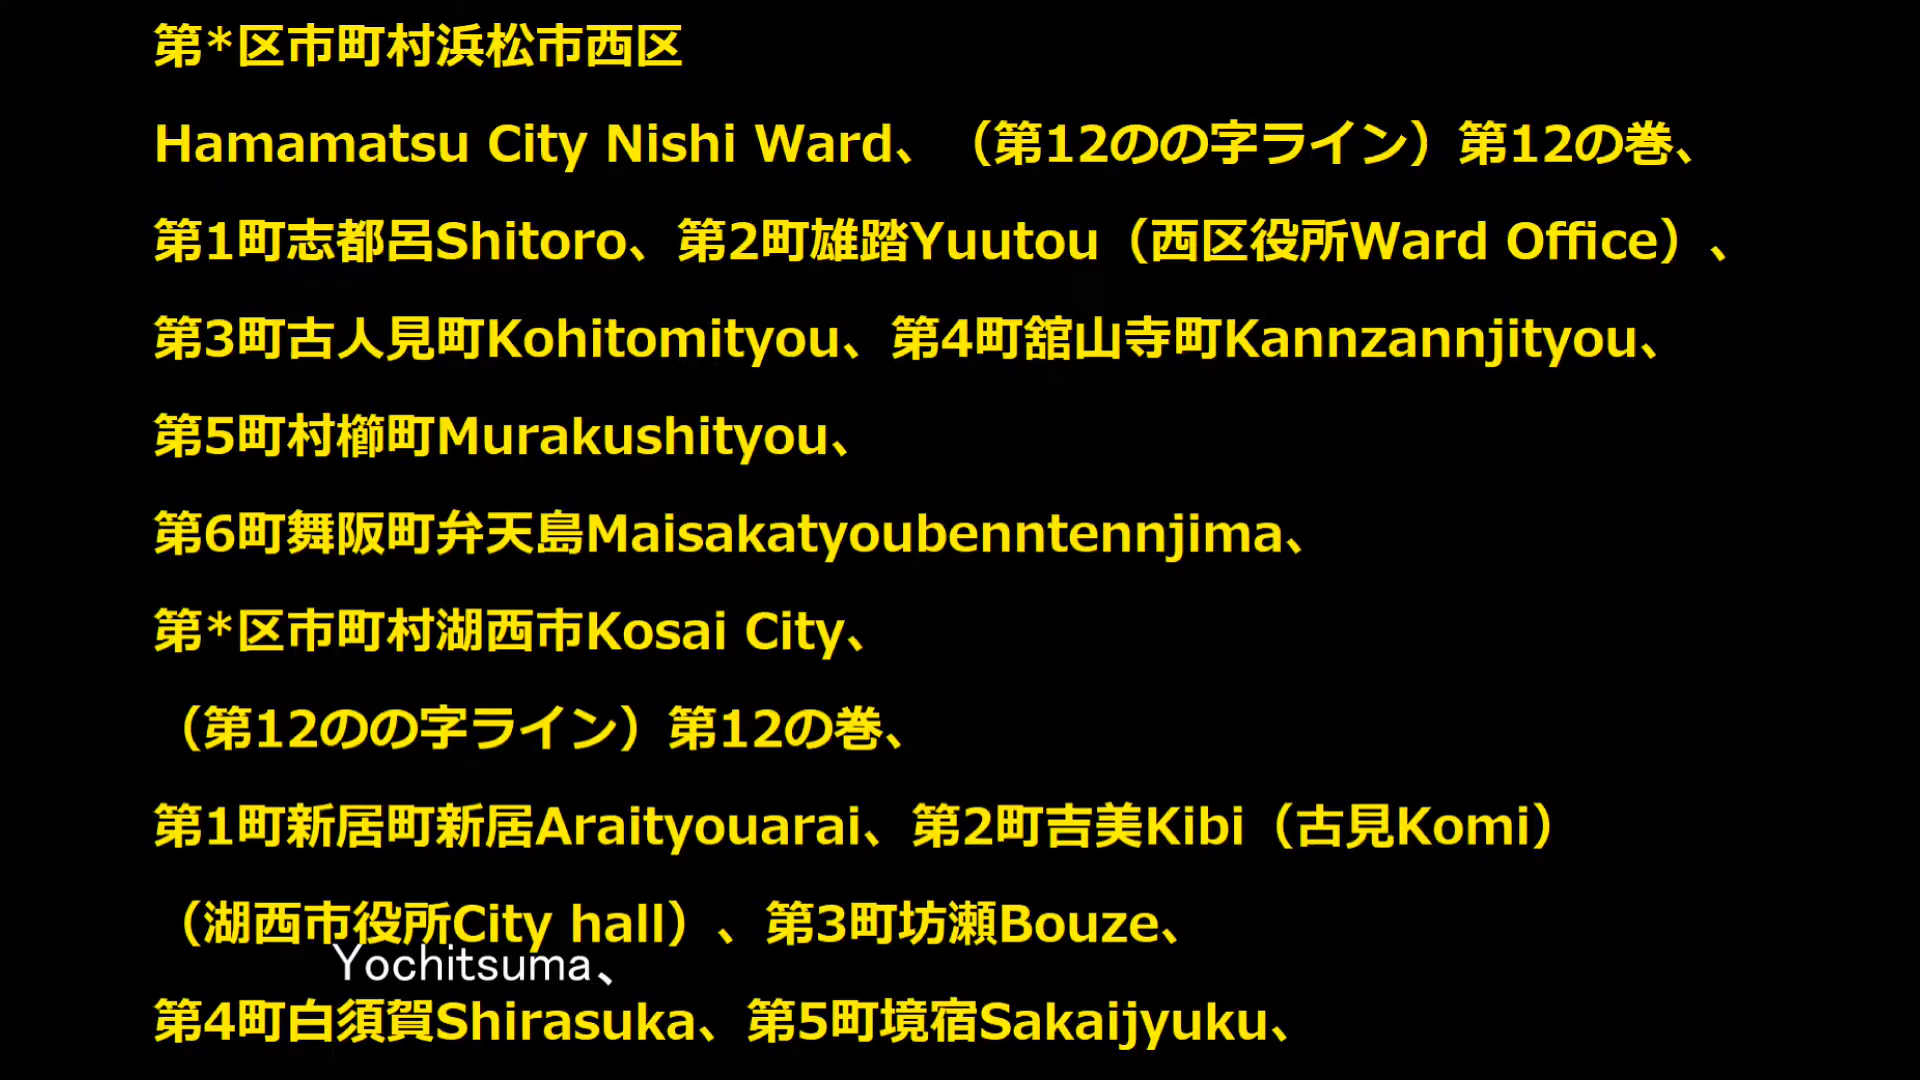 第*区市町村浜松市西区
Hamamatsu City Nishi Ward、（第12のの字ライン）第12の巻、
第1町志都呂Shitoro、第2町雄踏Yuutou（西区役所Ward Office）、
第3町古人見町Kohitomityou、第4町舘山寺町Kannzannjityou、
第5町村櫛町Murakushityou、
第6町舞阪町弁天島Maisakatyoubenntennjima、
第*区市町村湖西市Kosai City、
（第12のの字ライン）第12の巻、
第1町新居町新居Araityouarai、第2町吉美Kibi（古見Komi）
（湖西市役所City hall）、第3町坊瀬Bouze、
Yochitsuma、
第4町白須賀Shirasuka、第5町境宿Sakaijyuku、